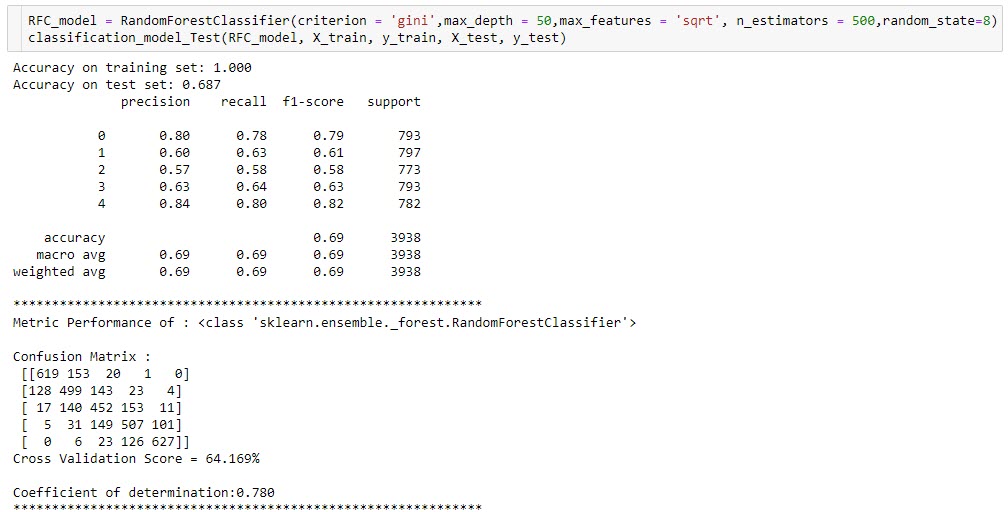 RFC_model = RandomForestClassifier(criterion = 'gini',max_depth = 50,max_features = 'sqrt', n_estimators = 500,random_state=8)
classification_model_Test(RFC_model, X_train, y_train, X_test, y_test)
Accuracy on training set: 1.000
Accuracy on test set: 0.687
precision recall f1-score support
0 0.80 0.78 0.79 793
1 0.60 0.63 0.61 797
2 0.57 0.58 0.58 773
3 0.63 0.64 0.63 793
4 0.84 0.80 0.82 782
accuracy 0.69 3938
macro avg 0.69 0.69 0.69 3938
weighted avg 0.69 0.69 0.69 3938
*************************************************************
Metric Performance of : <class 'sklearn.ensemble._forest.RandomForestClassifier'>
Confusion Matrix :
[[619 153 20 1 0]
[128 499 143 23 4]
[ 17 140 452 153 11]
[ 5 31 149 507 101]
[ 0 6 23 126 627]]
Cross Validation Score = 64.169%
Coefficient of determination:0.780
*************************************************************